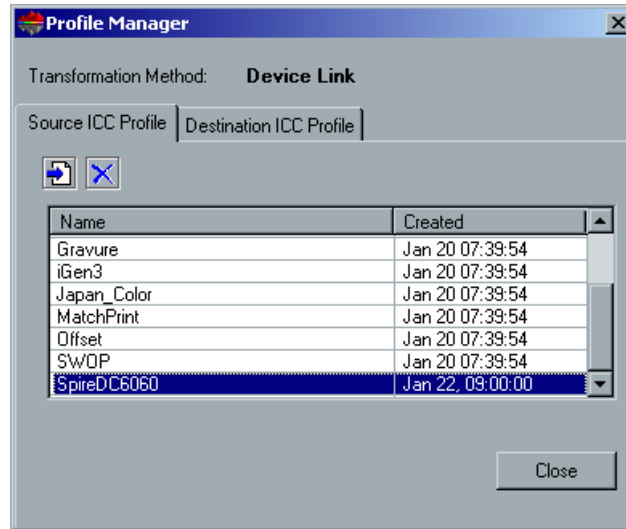 Profile Manager
Transformation Method: Device Link
Source ICC Profile Destination ICC Profile
Name Created
Gravure Jan 20 07:39:54
iGen3 Jan 20 07:39:54
Japan_Color Jan 20 07:39:54
MatchPrint Jan 20 07:39:54
Offset Jan 20 07:39:54
SWOP Jan 20 07:39:54
SpireDC6060 Jan 22, 09:00:00
Close